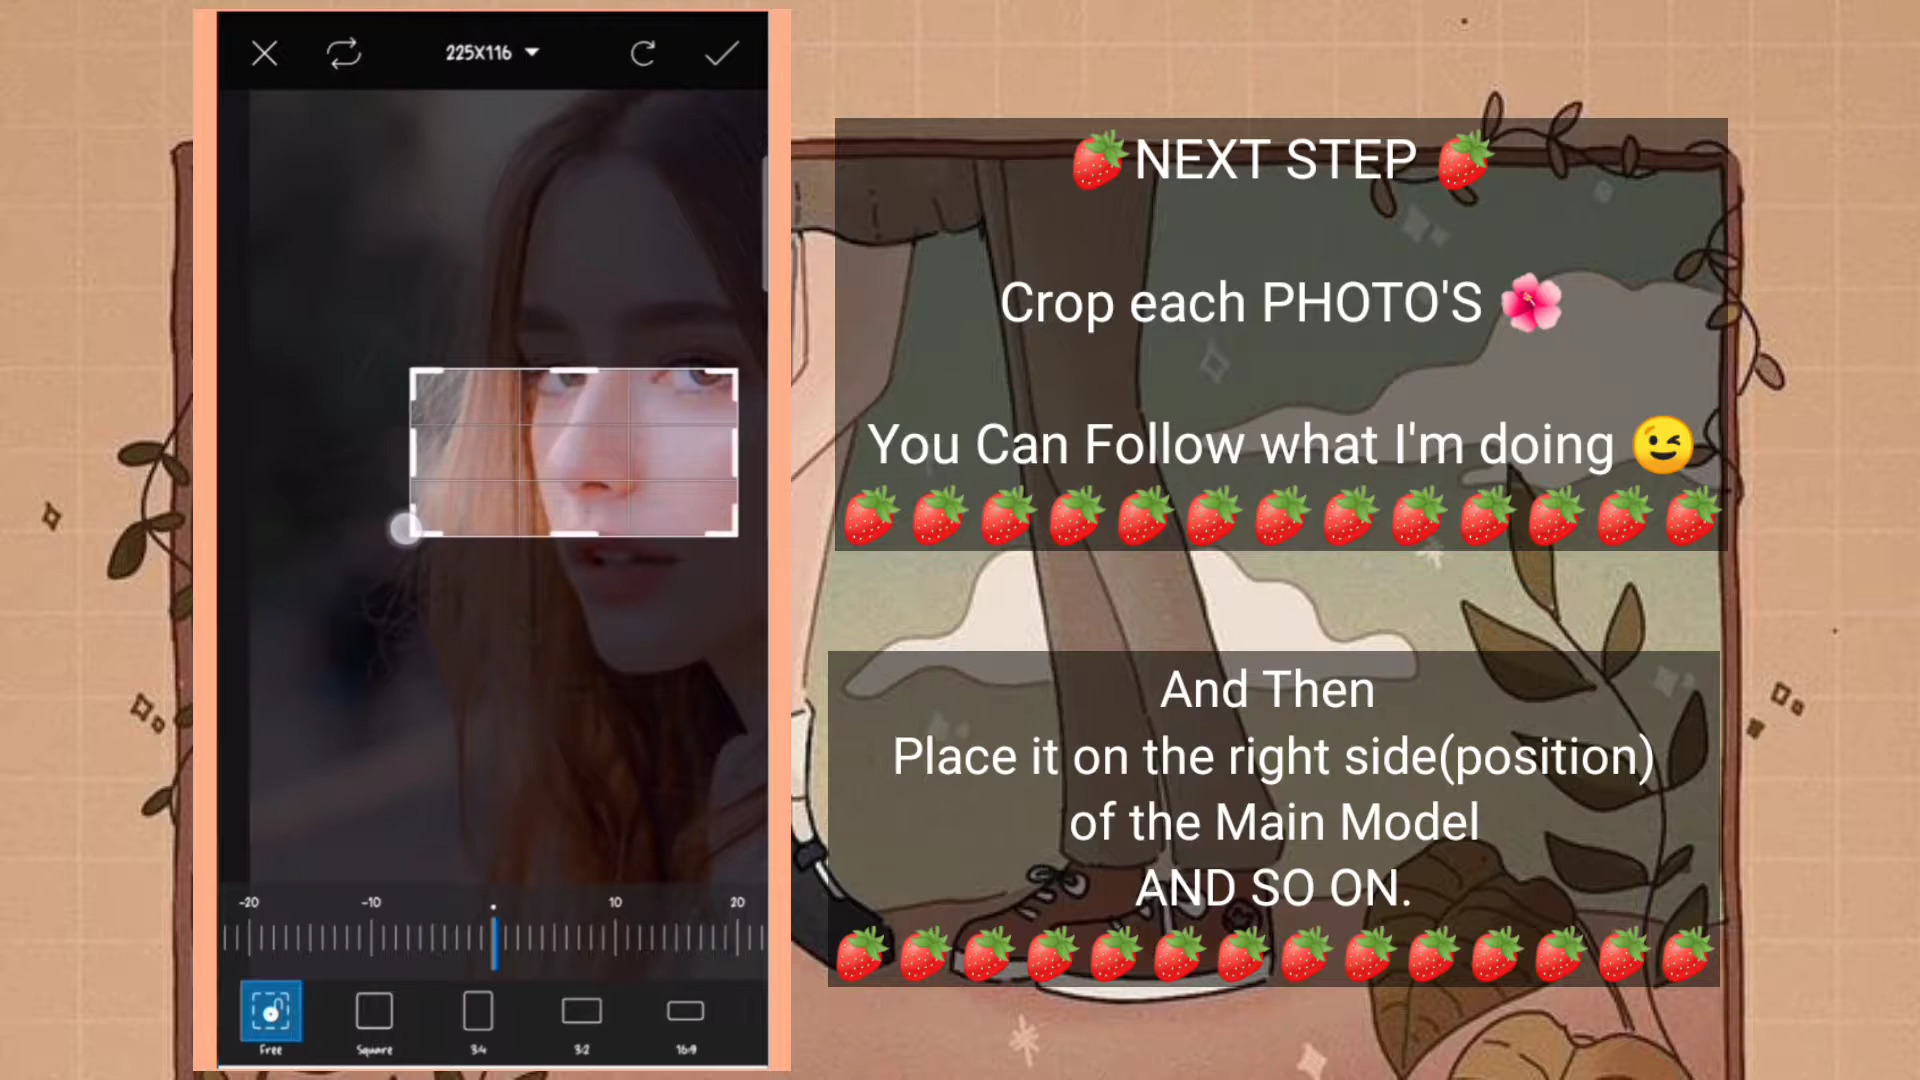 225X116
-20 -10 10 20
Free Square 3:4 3:2 16:9
🍓NEXT STEP 🍓
Crop each PHOTO'S 🌺
You Can Follow what I'm doing 😉
🍓🍓🍓🍓🍓🍓🍓🍓🍓🍓🍓🍓🍓
And Then
Place it on the right side(position)
of the Main Model
AND SO ON.
🍓🍓🍓🍓🍓🍓🍓🍓🍓🍓🍓🍓🍓🍓